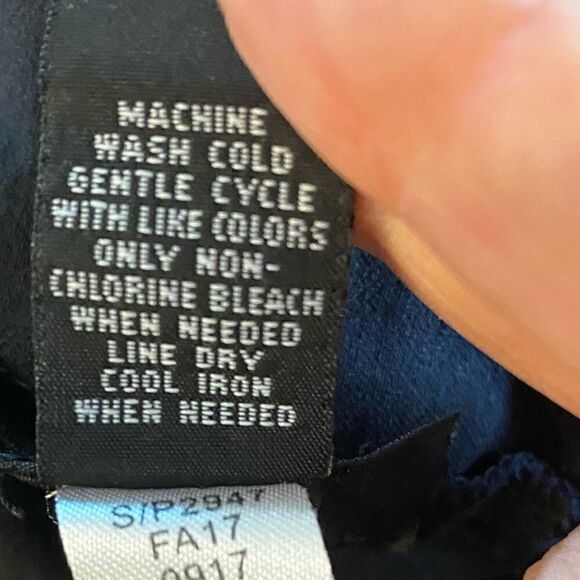 MACHINE
WASH COLD
GENTLE CYCLE
WITH LIKE COLORS
ONLY NON-
CHLORINE BLEACH
WHEN NEEDED
LINE DRY
COOL IRON
WHEN NEEDED
S/P2947
FA17
0917